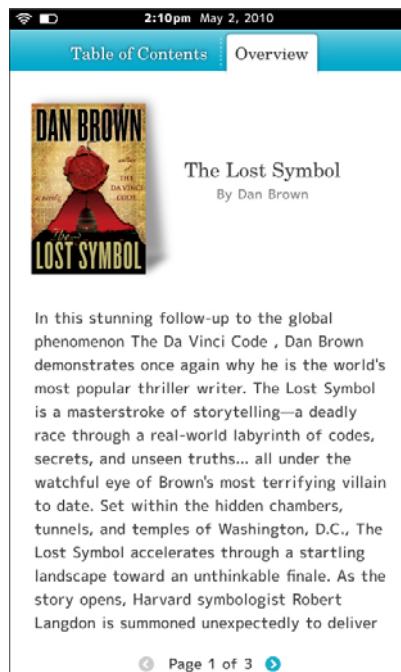 2:10pm May 2, 2010
Table of Contents
Overview
DAN BROWN
author
of
THE
DA VINCI
CODE
a novel
The
LOST SYMBOL
The Lost Symbol
By Dan Brown
In this stunning follow-up to the global
phenomenon The Da Vinci Code , Dan Brown
demonstrates once again why he is the world's
most popular thriller writer. The Lost Symbol
is a masterstroke of storytelling—a deadly
race through a real-world labyrinth of codes,
secrets, and unseen truths... all under the
watchful eye of Brown's most terrifying villain
to date. Set within the hidden chambers,
tunnels, and temples of Washington, D.C., The
Lost Symbol accelerates through a startling
landscape toward an unthinkable finale. As the
story opens, Harvard symbologist Robert
Langdon is summoned unexpectedly to deliver
Page 1 of 3